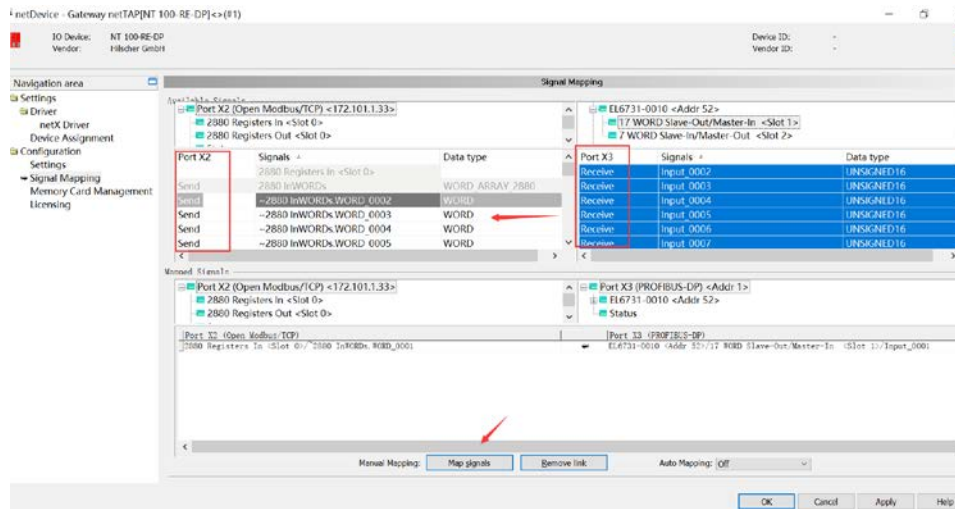 netDevice - Gateway netTAP[NT 100-RE-DP]<>(#1)
IO Device: NT 100-RE-DP
Vendor: Hilscher GmbH
Device ID: -
Vendor ID: -
Navigation area
Signal Mapping
Settings
Driver
netX Driver
Device Assignment
Configuration
Settings
Signal Mapping
Memory Card Management
Licensing
Available Signals
Port X2 (Open Modbus/TCP) <172.101.1.33>
2880 Registers In <Slot 0>
2880 Registers Out <Slot 0>
EL6731-0010 <Addr 52>
17 WORD Slave-Out/Master-In <Slot 1>
7 WORD Slave-In/Master-Out <Slot 2>
Port X2 Signals Data type
2880 Registers In <Slot 0>
Send 2880 InWORDs WORD_ARRAY 2880
Send ~2880 InWORDs.WORD_0002 WORD
Send ~2880 InWORDs.WORD_0003 WORD
Send ~2880 InWORDs.WORD_0004 WORD
Send ~2880 InWORDs.WORD_0005 WORD
Port X3 Signals Data type
Receive Input_0002 UNSIGNED16
Receive Input_0003 UNSIGNED16
Receive Input_0004 UNSIGNED16
Receive Input_0005 UNSIGNED16
Receive Input_0006 UNSIGNED16
Receive Input_0007 UNSIGNED16
Mapped Signals
Port X2 (Open Modbus/TCP) <172.101.1.33>
2880 Registers In <Slot 0>
2880 Registers Out <Slot 0>
Port X3 (PROFIBUS-DP) <Addr 1>
EL6731-0010 <Addr 52>
Status
Port X2 (Open Modbus/TCP) Port X3 (PROFIBUS-DP)
2880 Registers In <Slot 0>/~2880 InWORDs.WORD_0001 EL6731-0010 <Addr 52>/17 WORD Slave-Out/Master-In <Slot 1>/Input_0001
Manual Mapping: Map signals Remove link Auto Mapping: Off
OK Cancel Apply Help